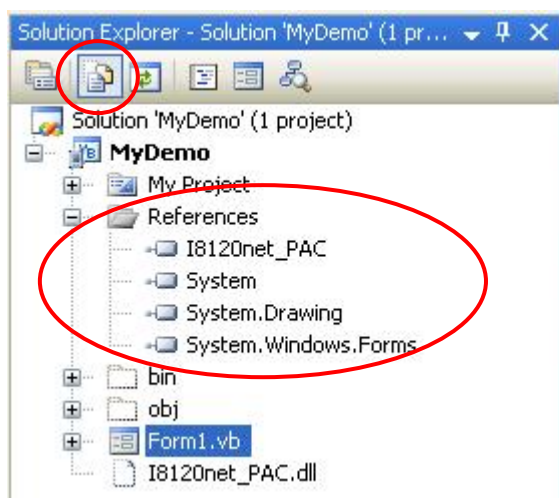 Solution Explorer - Solution 'MyDemo' (1 pr...
Solution 'MyDemo' (1 project)
MyDemo
My Project
References
I8120net_PAC
System
System.Drawing
System.Windows.Forms
bin
obj
Form1.vb
I8120net_PAC.dll